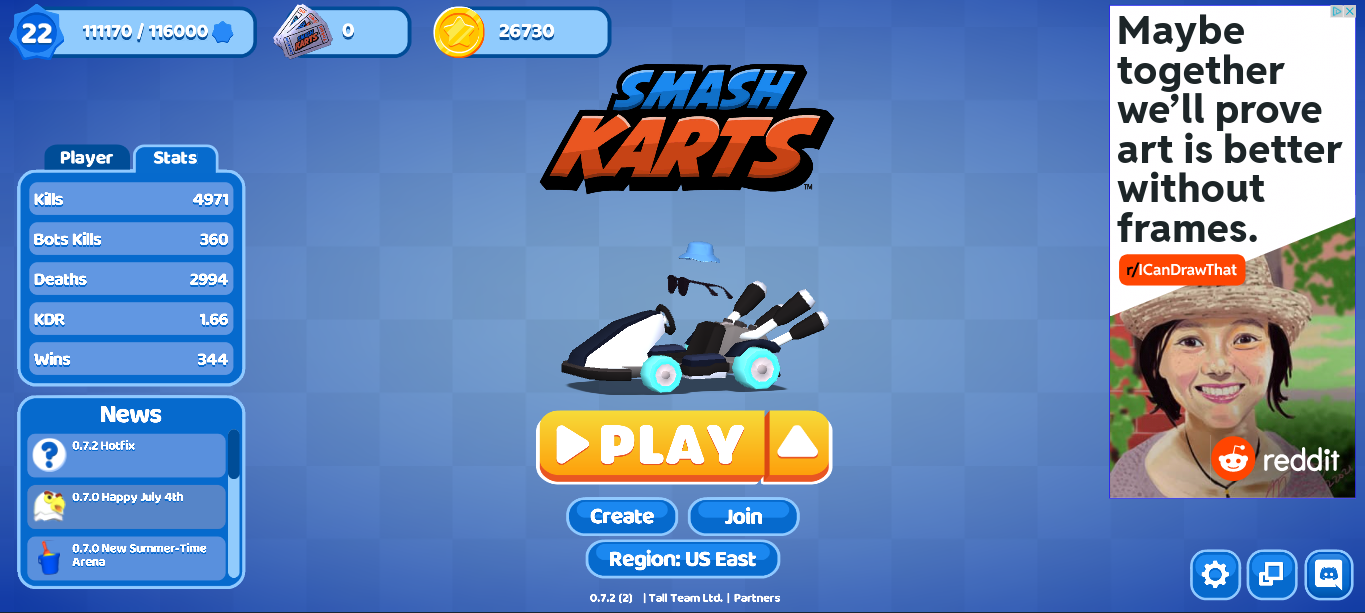 22
111170 / 116000
SMASH KARTS
0
26730
SMASH
KARTS
TM
Player
Stats
Kills 4971
Bots Kills 360
Deaths 2994
KDR 1.66
Wins 344
News
0.7.2 Hotfix
0.7.0 Happy July 4th
0.7.0 New Summer-Time
Arena
PLAY
Create
Join
Region: US East
0.7.2 (2) | Tall Team Ltd. | Partners
Maybe
together
we'll prove
art is better
without
frames.
r/ICanDrawThat
reddit